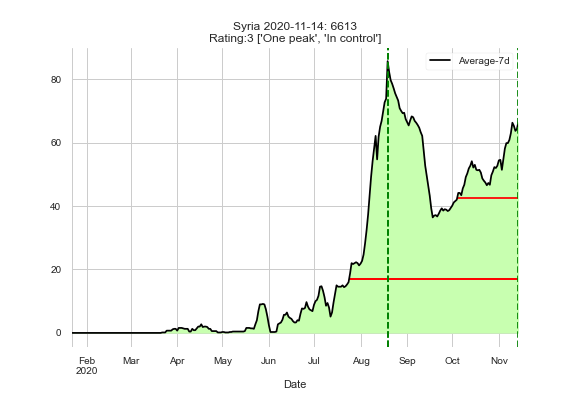 Syria 2020-11-14: 6613
Rating:3 ['One peak', 'In control']
Average-7d
80
60
40
20
0
Feb Mar Apr May Jun Jul Aug Sep Oct Nov
2020
Date